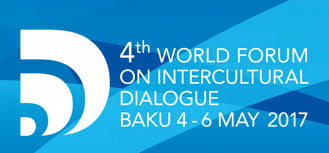 4th WORLD FORUM
ON INTERCULTURAL
DIALOGUE
BAKU 4 - 6 MAY 2017